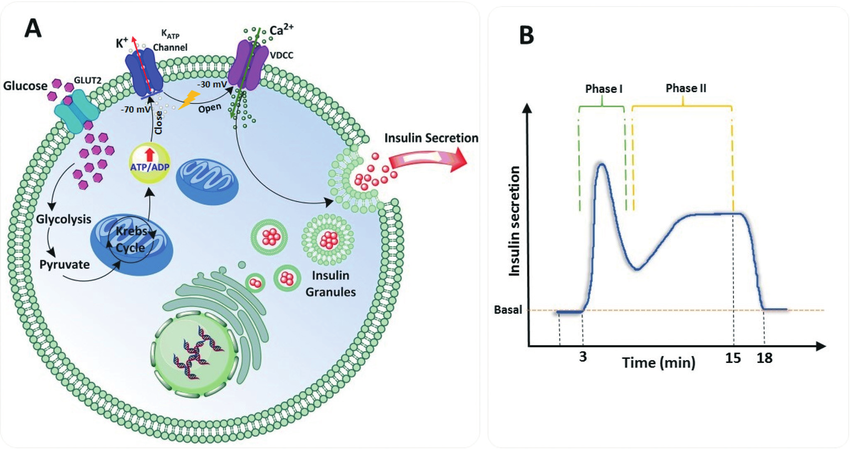 A
K+
KATP
Channel
Ca2+
VDCC
Glucose
GLUT2
-70 mV
-30 mV
Close
Open
ATP/ADP
Insulin Secretion
Glycolysis
Krebs
Cycle
Pyruvate
Insulin
Granules
B
Phase I
Phase II
Insulin secretion
Basal
3
Time (min)
15
18